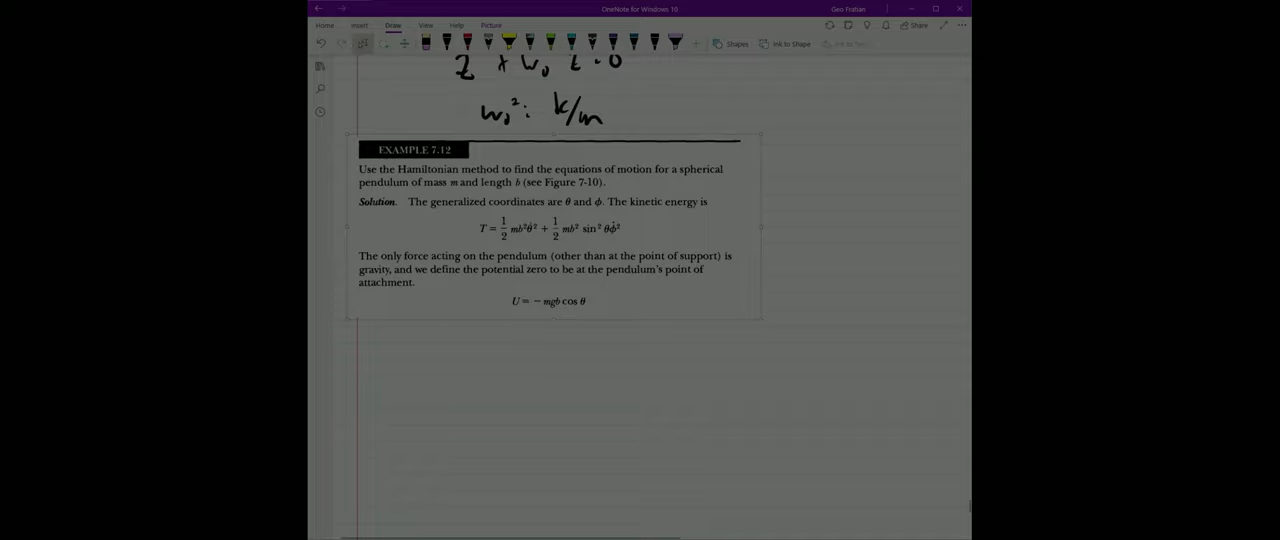 OneNote for Windows 10
Geo Fratian
Home Insert Draw View Help Picture
Share
Shapes Ink to Shape
z̈ + ω₀² z = 0
ω₀² = k/m
EXAMPLE 7.12
Use the Hamiltonian method to find the equations of motion for a spherical
pendulum of mass m and length b (see Figure 7-10).
Solution. The generalized coordinates are θ and ϕ. The kinetic energy is
T = 1/2 mb²θ̇² + 1/2 mb² sin² θϕ̇²
The only force acting on the pendulum (other than at the point of support) is
gravity, and we define the potential zero to be at the pendulum's point of
attachment.
U = − mgb cos θ